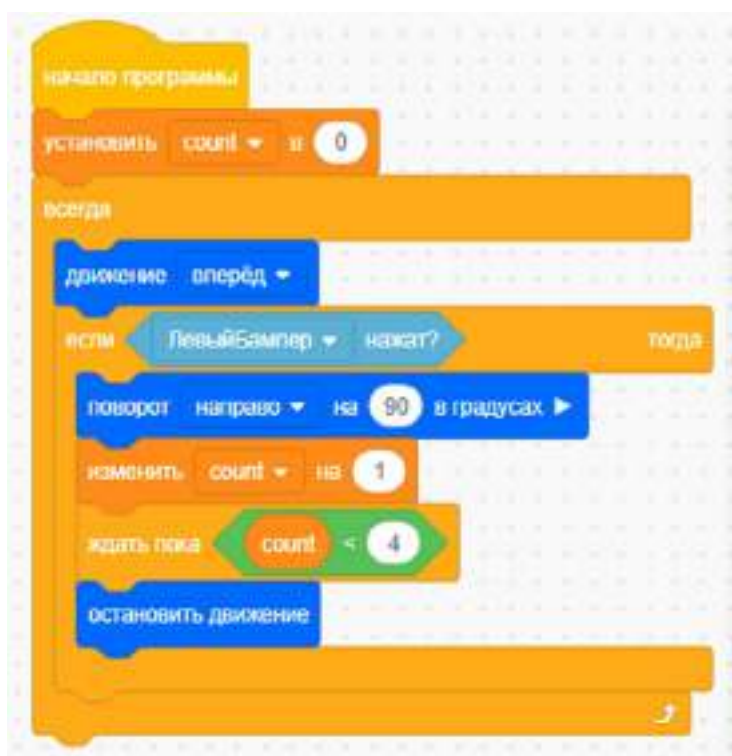 начало программы
установить count в 0
всегда
движение вперёд
если ЛевыйБампер нажат? тогда
поворот направо на 90 в градусах
изменить count на 1
ждать пока count < 4
остановить движение